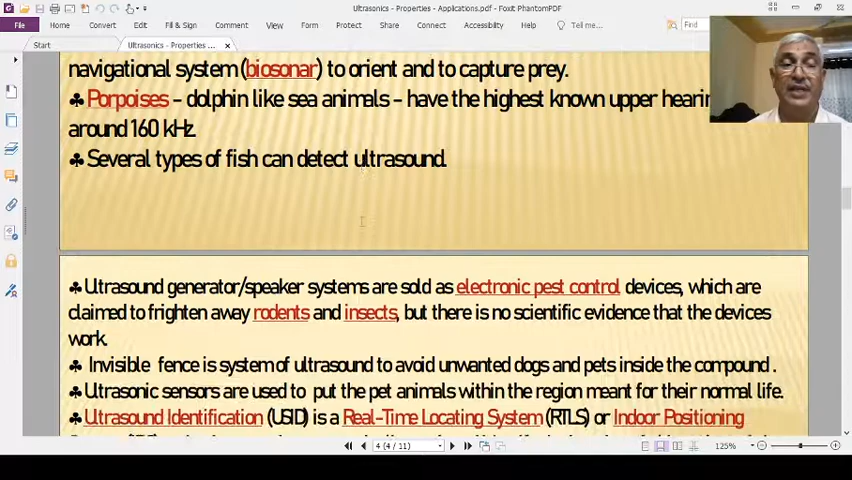 Ultrasonics - Properties - Applications.pdf - Foxit PhantomPDF
File Home Convert Edit Fill & Sign Comment View Form Protect Share Connect Accessibility Help Tell me... Find
Start Ultrasonics - Properties ...
navigational system (biosonar) to orient and to capture prey.
♣Porpoises – dolphin like sea animals – have the highest known upper hearin
around 160 kHz.
♣Several types of fish can detect ultrasound.
♣Ultrasound generator/speaker systems are sold as electronic pest control devices, which are
claimed to frighten away rodents and insects, but there is no scientific evidence that the devices
work.
♣ Invisible fence is system of ultrasound to avoid unwanted dogs and pets inside the compound .
♣Ultrasonic sensors are used to put the pet animals within the region meant for their normal life.
♣Ultrasound Identification (USID) is a Real-Time Locating System (RTLS) or Indoor Positioning
4 (4 / 11) 125%